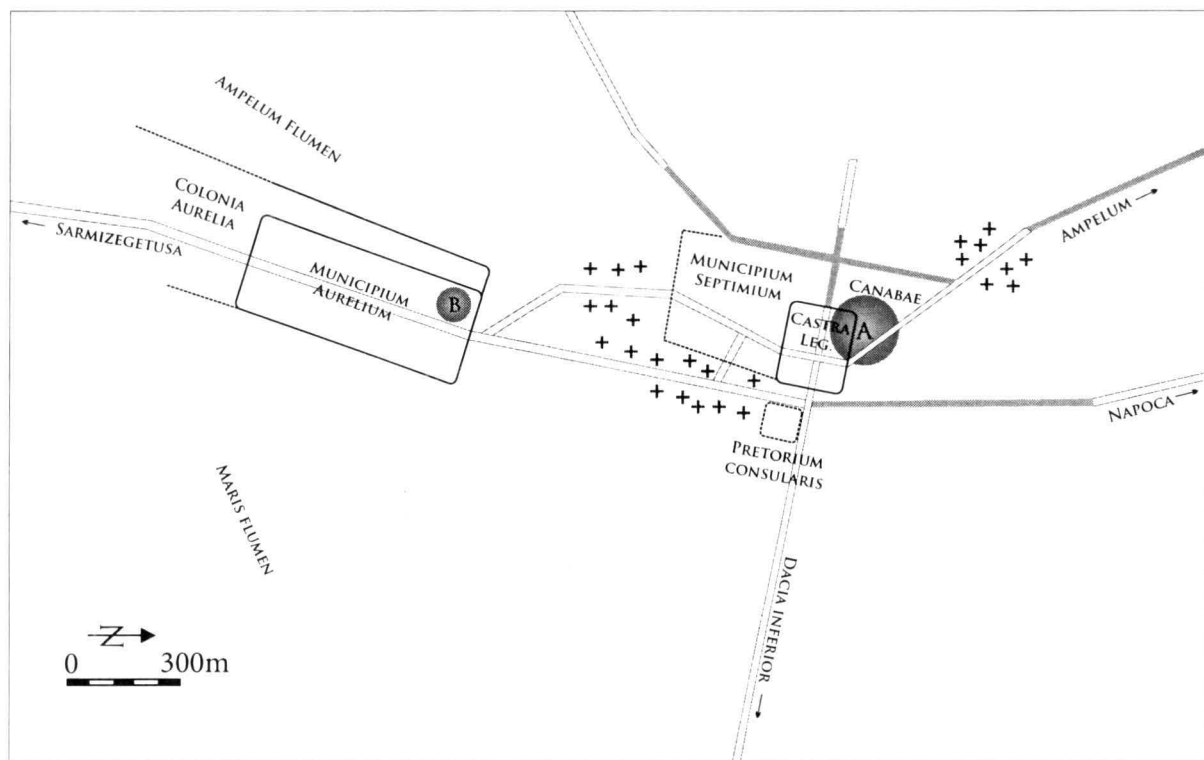 Ampelum Flumen
Colonia
Aurelia
← Sarmizegetusa
Municipium
Aurelium
B
Municipium
Septimium
Canabae
Castra
Leg.
A
Ampelum →
Napoca →
Pretorium
consularis
Maris flumen
Dacia inferior →
N
0 300m